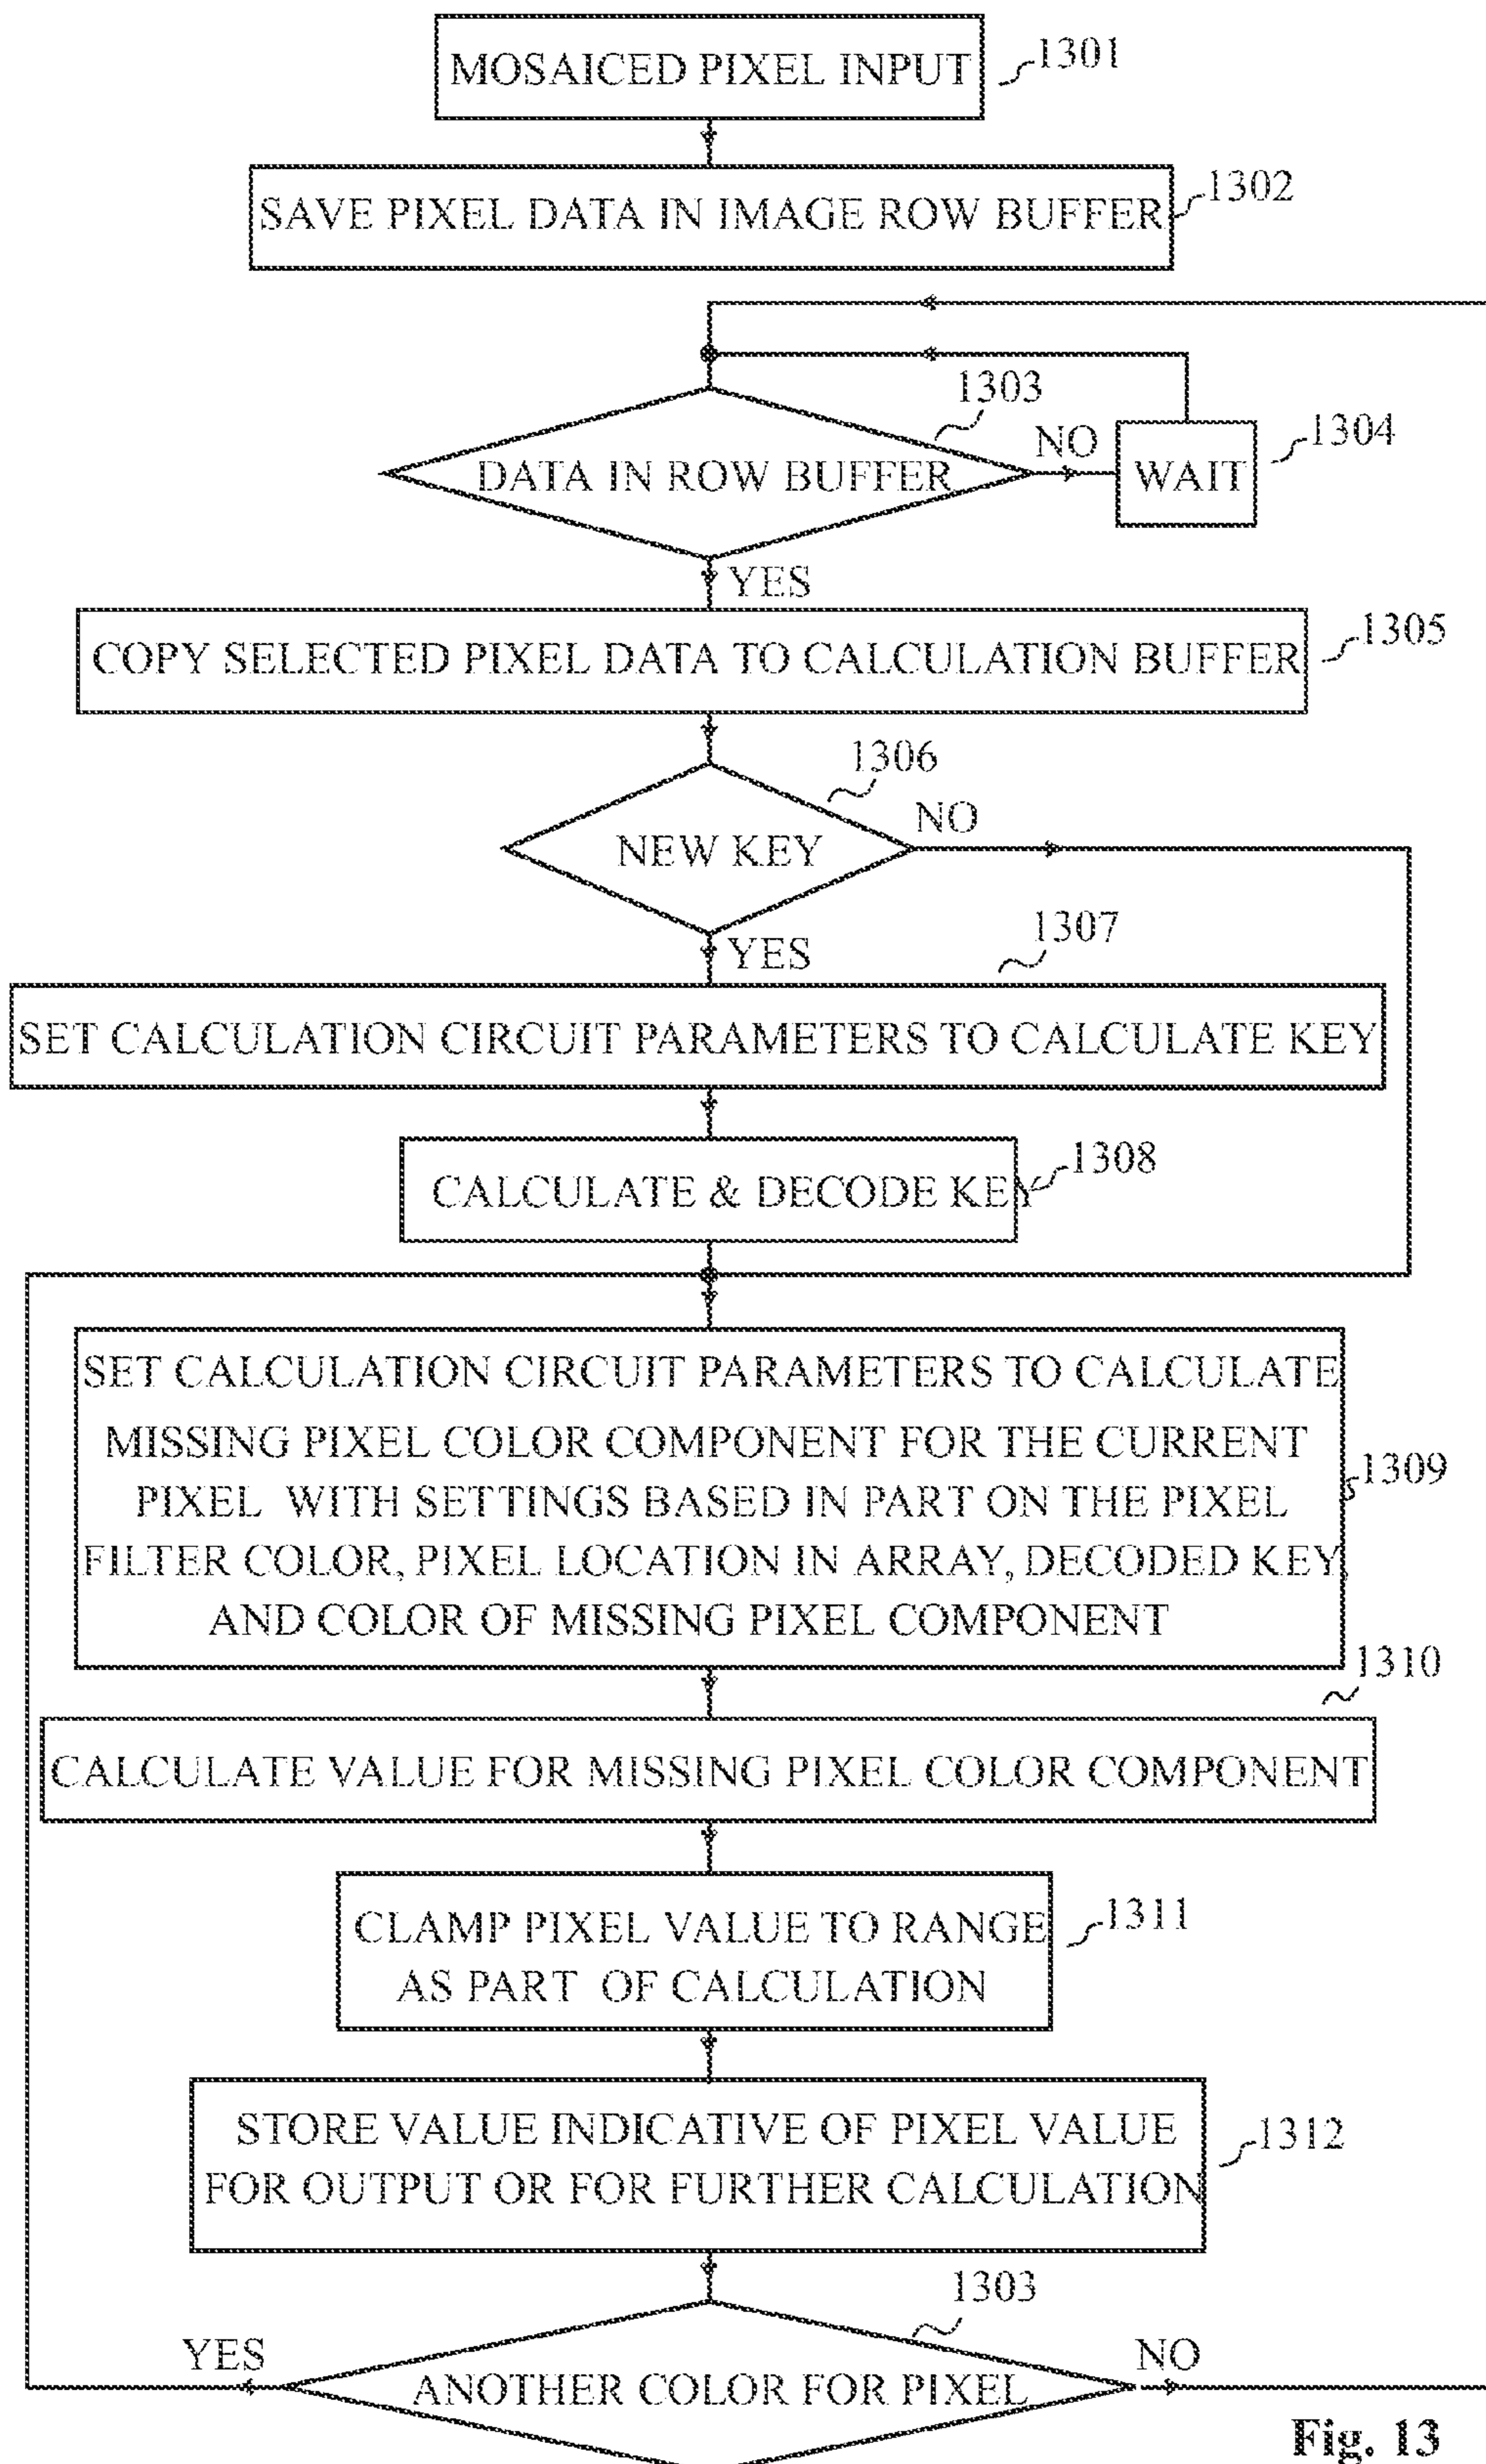 MOSAICED PIXEL INPUT
1301
SAVE PIXEL DATA IN IMAGE ROW BUFFER
1302
1303
DATA IN ROW BUFFER
NO
WAIT
1304
YES
COPY SELECTED PIXEL DATA TO CALCULATION BUFFER
1305
1306
NEW KEY
NO
YES
1307
SET CALCULATION CIRCUIT PARAMETERS TO CALCULATE KEY
CALCULATE & DECODE KEY
1308
SET CALCULATION CIRCUIT PARAMETERS TO CALCULATE
MISSING PIXEL COLOR COMPONENT FOR THE CURRENT
PIXEL WITH SETTINGS BASED IN PART ON THE PIXEL
FILTER COLOR, PIXEL LOCATION IN ARRAY, DECODED KEY,
AND COLOR OF MISSING PIXEL COMPONENT
1309
1310
CALCULATE VALUE FOR MISSING PIXEL COLOR COMPONENT
CLAMP PIXEL VALUE TO RANGE
AS PART OF CALCULATION
1311
STORE VALUE INDICATIVE OF PIXEL VALUE
FOR OUTPUT OR FOR FURTHER CALCULATION
1312
1303
YES
ANOTHER COLOR FOR PIXEL
NO
Fig. 13